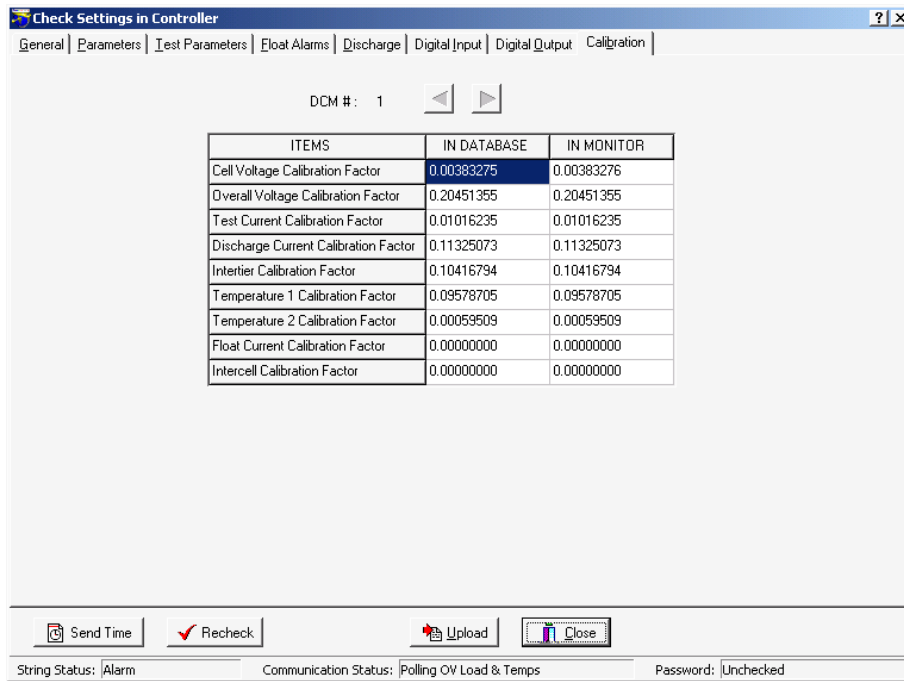 Check Settings in Controller
General Parameters Test Parameters Float Alarms Discharge Digital Input Digital Output Calibration
DCM # : 1
ITEMS IN DATABASE IN MONITOR
Cell Voltage Calibration Factor 0.00383275 0.00383276
Overall Voltage Calibration Factor 0.20451355 0.20451355
Test Current Calibration Factor 0.01016235 0.01016235
Discharge Current Calibration Factor 0.11325073 0.11325073
Intertier Calibration Factor 0.10416794 0.10416794
Temperature 1 Calibration Factor 0.09578705 0.09578705
Temperature 2 Calibration Factor 0.00059509 0.00059509
Float Current Calibration Factor 0.00000000 0.00000000
Intercell Calibration Factor 0.00000000 0.00000000
Send Time Recheck Upload Close
String Status: Alarm Communication Status: Polling OV Load & Temps Password: Unchecked